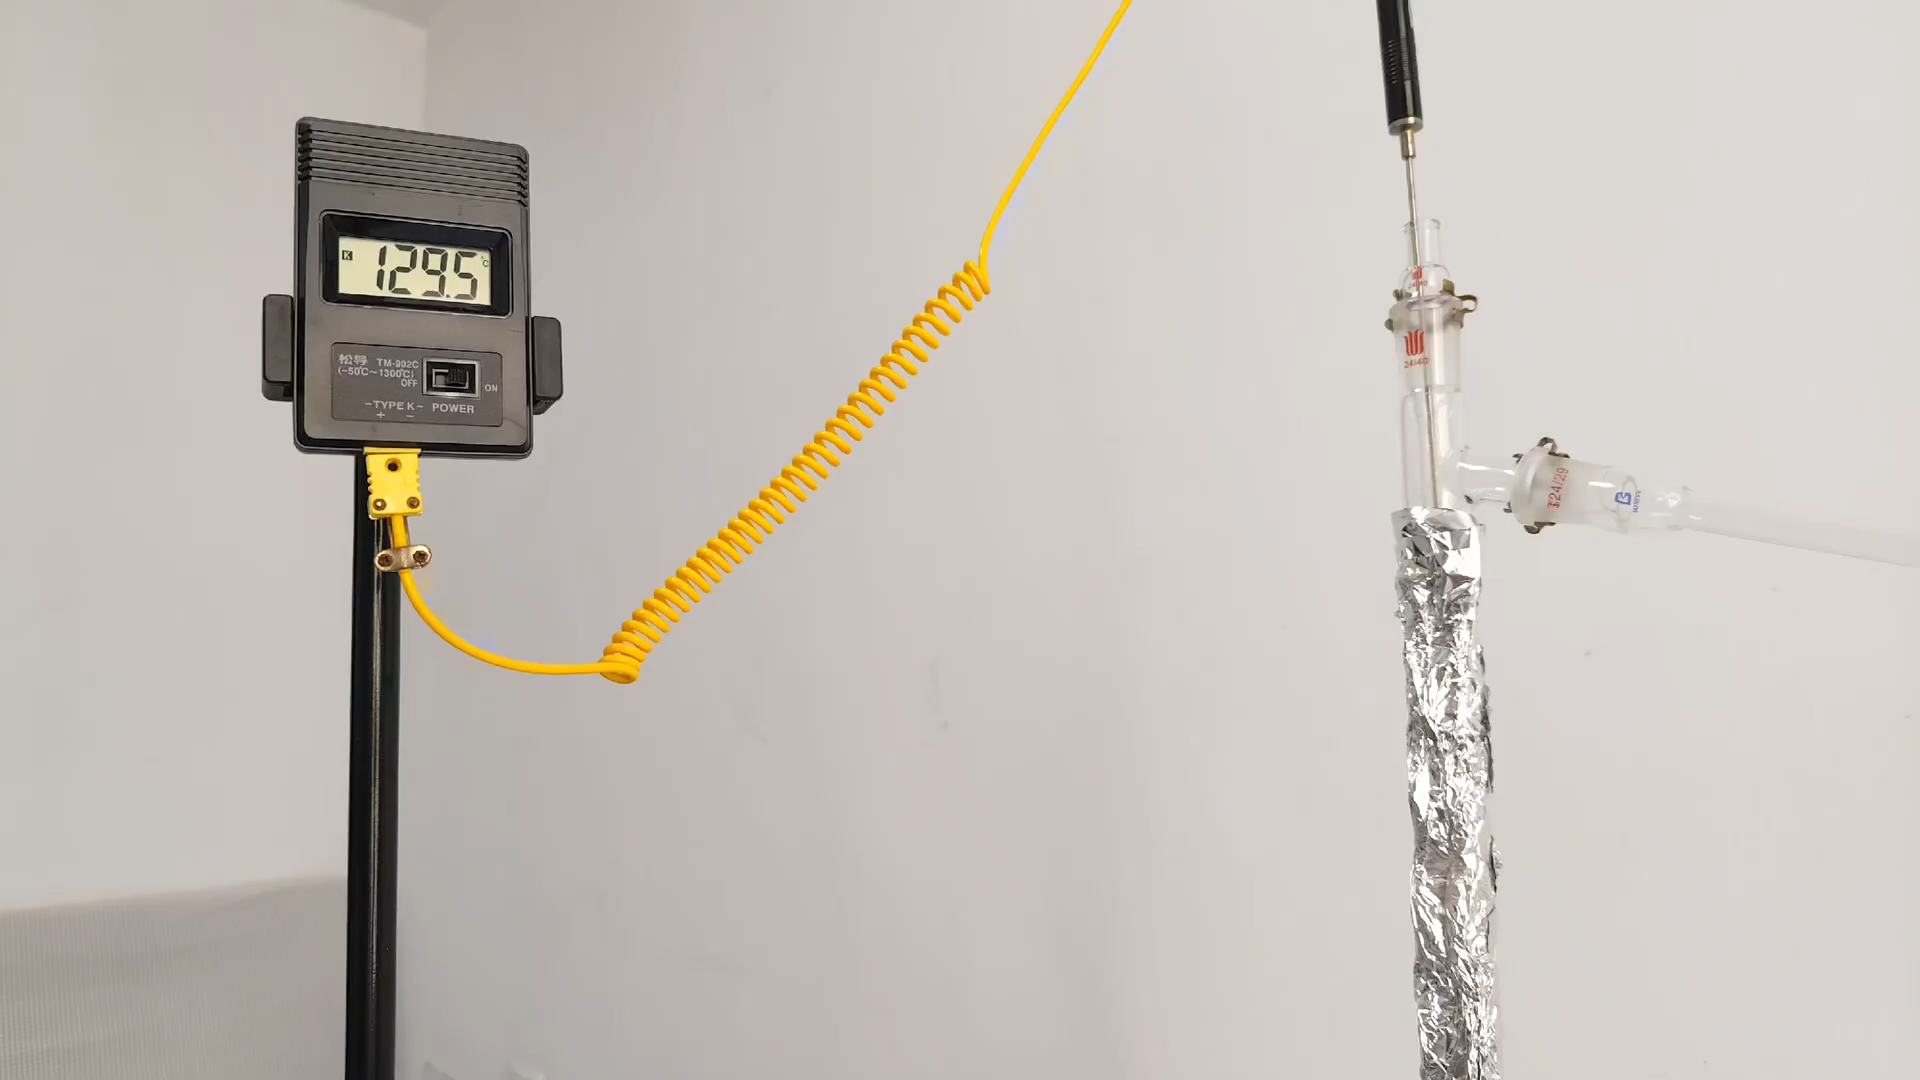 K
129.5
°C
松导 TM-902C
(-50℃~1300℃)
OFF
ON
-TYPE K- POWER
+ -
24/40
24/29